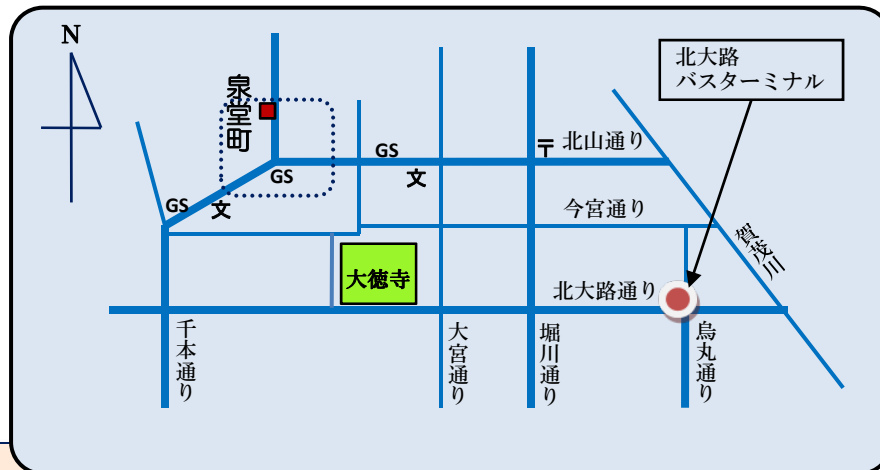 N
北大路
バスターミナル
泉堂町
GS
〒
北山通り
GS
文
GS
文
今宮通り
賀茂川
大徳寺
北大路通り
千本通り
大宮通り
堀川通り
烏丸通り